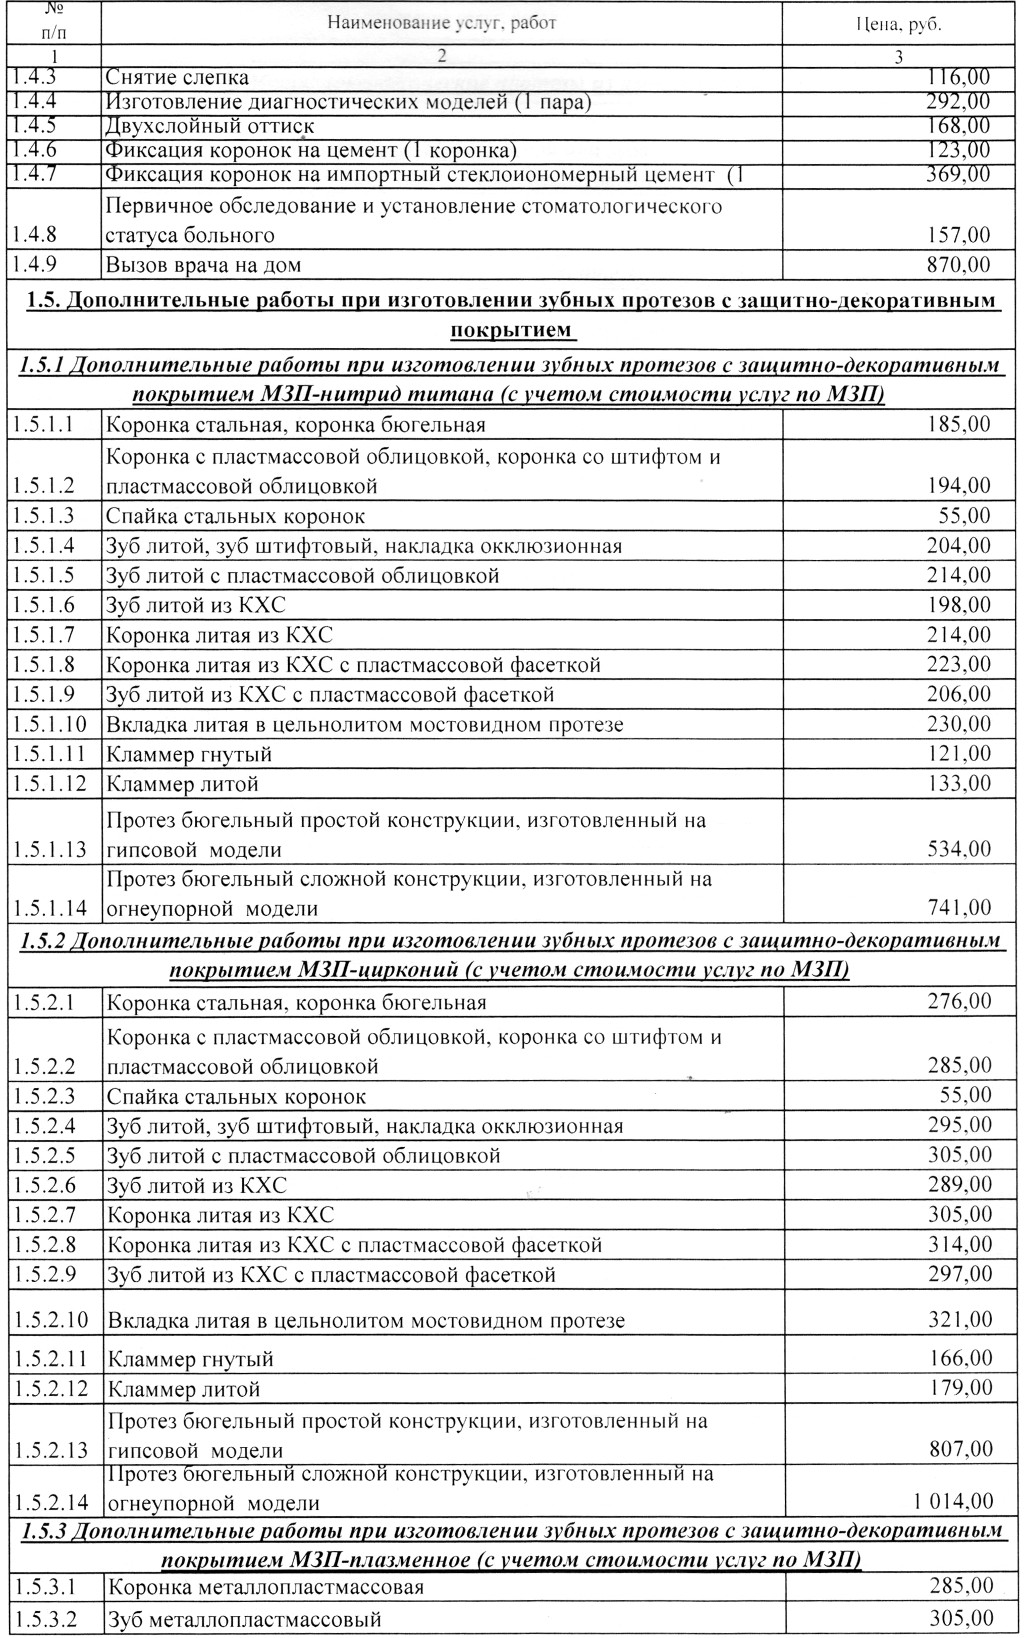 №
п/п
Наименование услуг, работ
Цена, руб.
1 2 3
1.4.3 Снятие слепка 116,00
1.4.4 Изготовление диагностических моделей (1 пара) 292,00
1.4.5 Двухслойный оттиск 168,00
1.4.6 Фиксация коронок на цемент (1 коронка) 123,00
1.4.7 Фиксация коронок на импортный стеклоиономерный цемент (1 369,00
Первичное обследование и установление стоматологического
1.4.8 статуса больного 157,00
1.4.9 Вызов врача на дом 870,00
1.5. Дополнительные работы при изготовлении зубных протезов с защитно-декоративным
покрытием
1.5.1 Дополнительные работы при изготовлении зубных протезов с защитно-декоративным
покрытием МЗП-нитрид титана (с учетом стоимости услуг по МЗП)
1.5.1.1 Коронка стальная, коронка бюгельная 185,00
Коронка с пластмассовой облицовкой, коронка со штифтом и
1.5.1.2 пластмассовой облицовкой 194,00
1.5.1.3 Спайка стальных коронок 55,00
1.5.1.4 Зуб литой, зуб штифтовый, накладка окклюзионная 204,00
1.5.1.5 Зуб литой с пластмассовой облицовкой 214,00
1.5.1.6 Зуб литой из КХС 198,00
1.5.1.7 Коронка литая из КХС 214,00
1.5.1.8 Коронка литая из КХС с пластмассовой фасеткой 223,00
1.5.1.9 Зуб литой из КХС с пластмассовой фасеткой 206,00
1.5.1.10 Вкладка литая в цельнолитом мостовидном протезе 230,00
1.5.1.11 Кламмер гнутый 121,00
1.5.1.12 Кламмер литой 133,00
Протез бюгельный простой конструкции, изготовленный на
1.5.1.13 гипсовой модели 534,00
Протез бюгельный сложной конструкции, изготовленный на
1.5.1.14 огнеупорной модели 741,00
1.5.2 Дополнительные работы при изготовлении зубных протезов с защитно-декоративным
покрытием МЗП-цирконий (с учетом стоимости услуг по МЗП)
1.5.2.1 Коронка стальная, коронка бюгельная 276,00
Коронка с пластмассовой облицовкой, коронка со штифтом и
1.5.2.2 пластмассовой облицовкой 285,00
1.5.2.3 Спайка стальных коронок 55,00
1.5.2.4 Зуб литой, зуб штифтовый, накладка окклюзионная 295,00
1.5.2.5 Зуб литой с пластмассовой облицовкой 305,00
1.5.2.6 Зуб литой из КХС 289,00
1.5.2.7 Коронка литая из КХС 305,00
1.5.2.8 Коронка литая из КХС с пластмассовой фасеткой 314,00
1.5.2.9 Зуб литой из КХС с пластмассовой фасеткой 297,00
1.5.2.10 Вкладка литая в цельнолитом мостовидном протезе 321,00
1.5.2.11 Кламмер гнутый 166,00
1.5.2.12 Кламмер литой 179,00
Протез бюгельный простой конструкции, изготовленный на
1.5.2.13 гипсовой модели 807,00
Протез бюгельный сложной конструкции, изготовленный на
1.5.2.14 огнеупорной модели 1 014,00
1.5.3 Дополнительные работы при изготовлении зубных протезов с защитно-декоративным
покрытием МЗП-плазменное (с учетом стоимости услуг по МЗП)
1.5.3.1 Коронка металлопластмассовая 285,00
1.5.3.2 Зуб металлопластмассовый 305,00